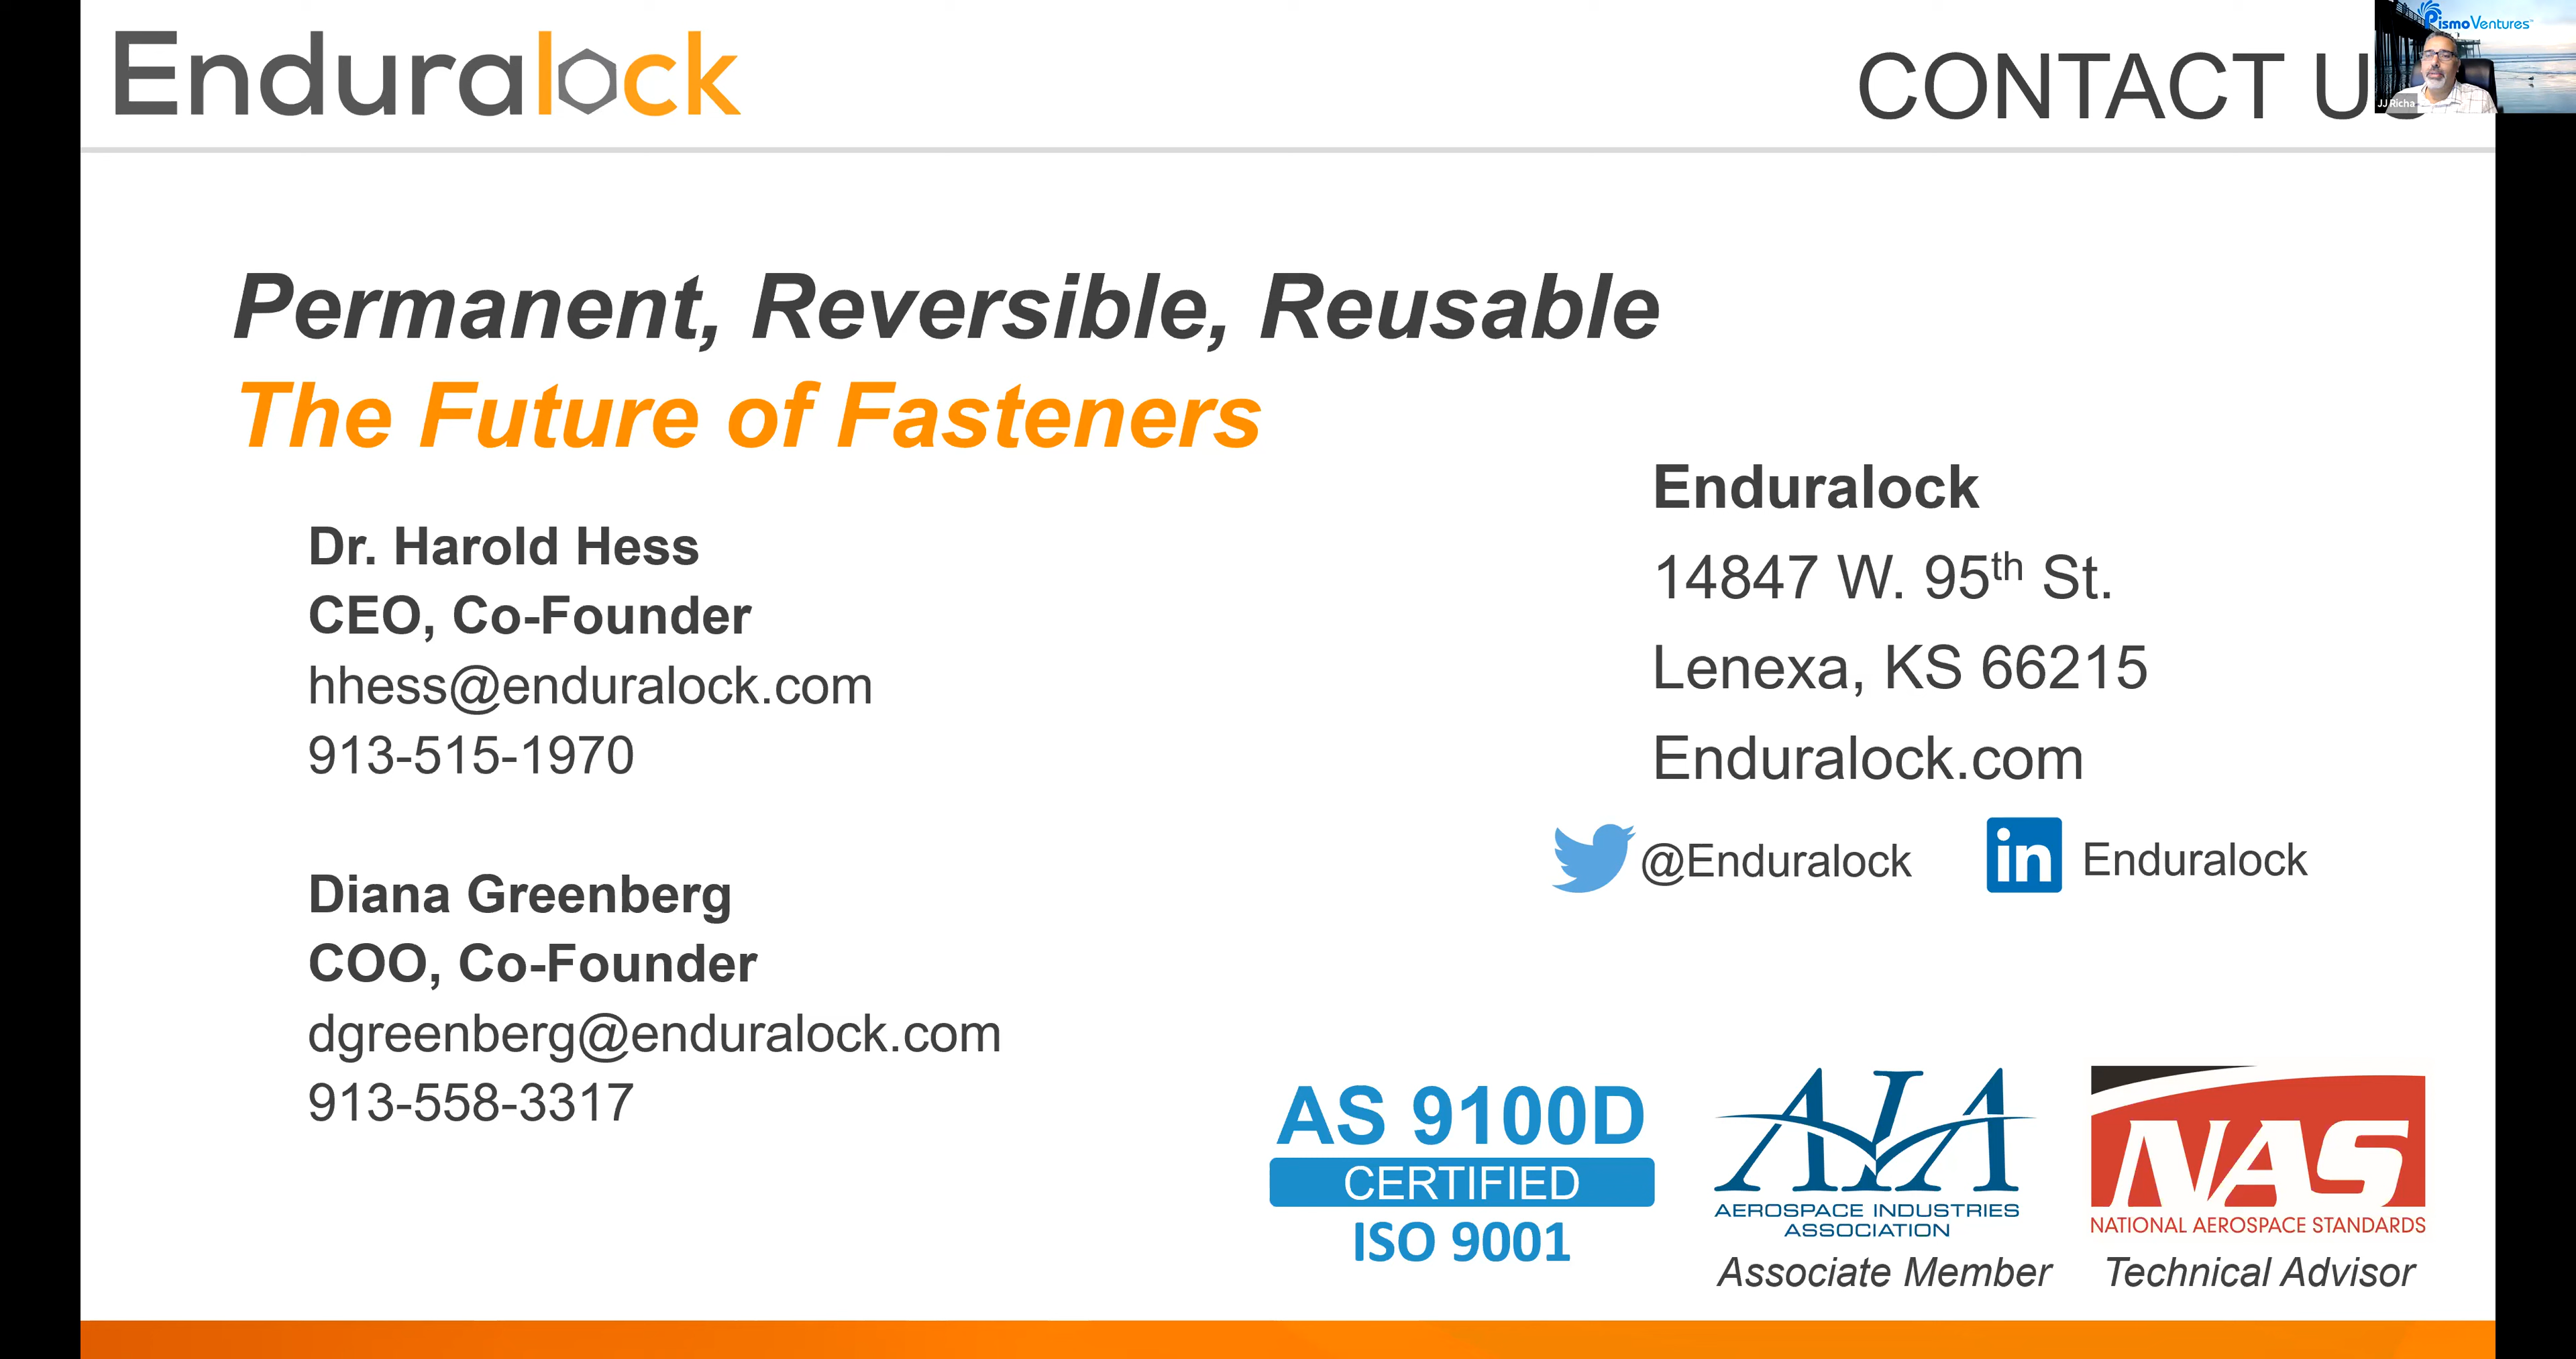 Enduralock
CONTACT U
PismoVentures
JJ Richa
Permanent, Reversible, Reusable
The Future of Fasteners
Dr. Harold Hess
CEO, Co-Founder
hhess@enduralock.com
913-515-1970
Diana Greenberg
COO, Co-Founder
dgreenberg@enduralock.com
913-558-3317
Enduralock
14847 W. 95th St.
Lenexa, KS 66215
Enduralock.com
@Enduralock
in Enduralock
AS 9100D
CERTIFIED
ISO 9001
AIA
AEROSPACE INDUSTRIES
ASSOCIATION
Associate Member
NAS
NATIONAL AEROSPACE STANDARDS
Technical Advisor